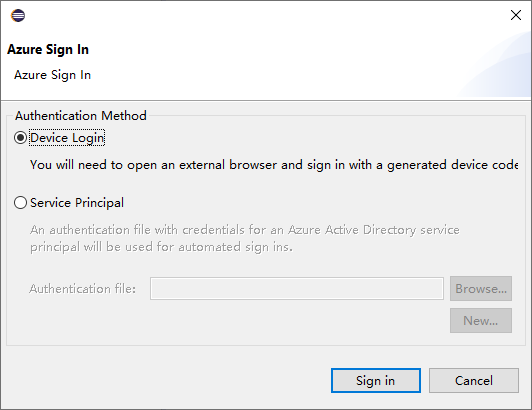 Azure Sign In
Azure Sign In
Authentication Method
Device Login
You will need to open an external browser and sign in with a generated device code
Service Principal
An authentication file with credentials for an Azure Active Directory service
principal will be used for automated sign ins.
Authentication file:
Browse...
New...
Sign in
Cancel